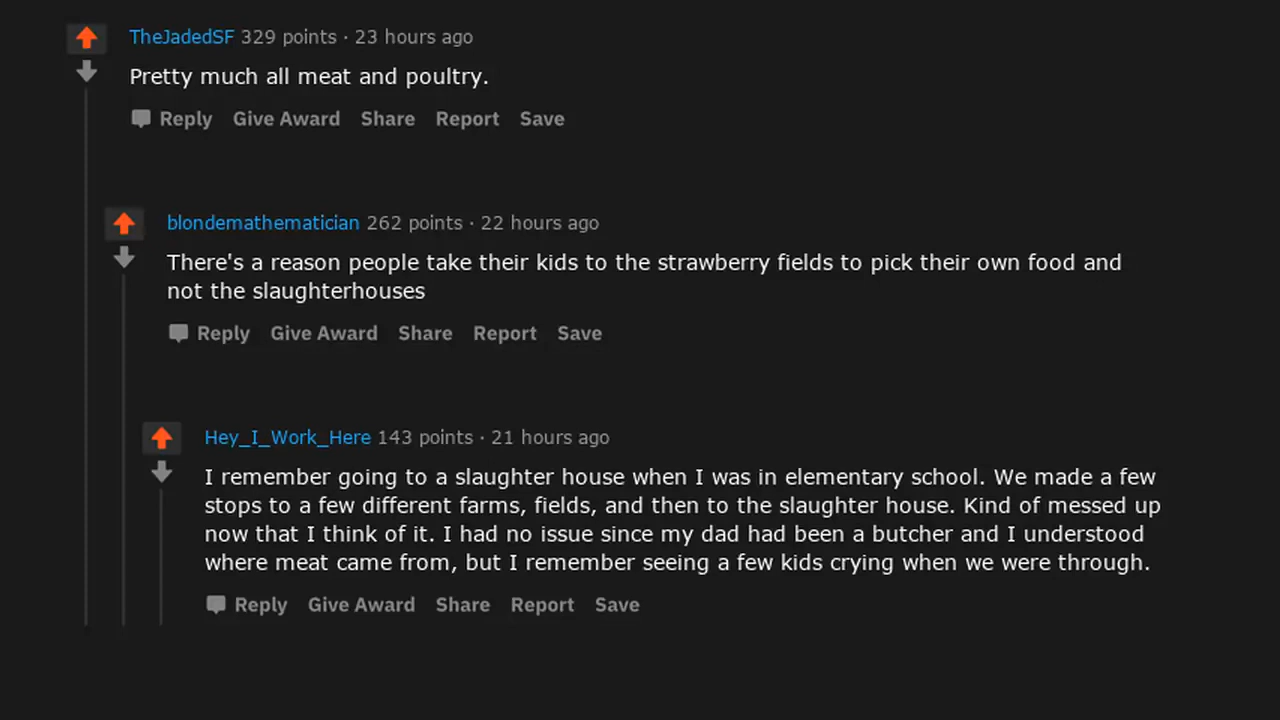 TheJadedSF 329 points · 23 hours ago
Pretty much all meat and poultry.
Reply Give Award Share Report Save
blondemathematician 262 points · 22 hours ago
There's a reason people take their kids to the strawberry fields to pick their own food and
not the slaughterhouses
Reply Give Award Share Report Save
Hey_I_Work_Here 143 points · 21 hours ago
I remember going to a slaughter house when I was in elementary school. We made a few
stops to a few different farms, fields, and then to the slaughter house. Kind of messed up
now that I think of it. I had no issue since my dad had been a butcher and I understood
where meat came from, but I remember seeing a few kids crying when we were through.
Reply Give Award Share Report Save